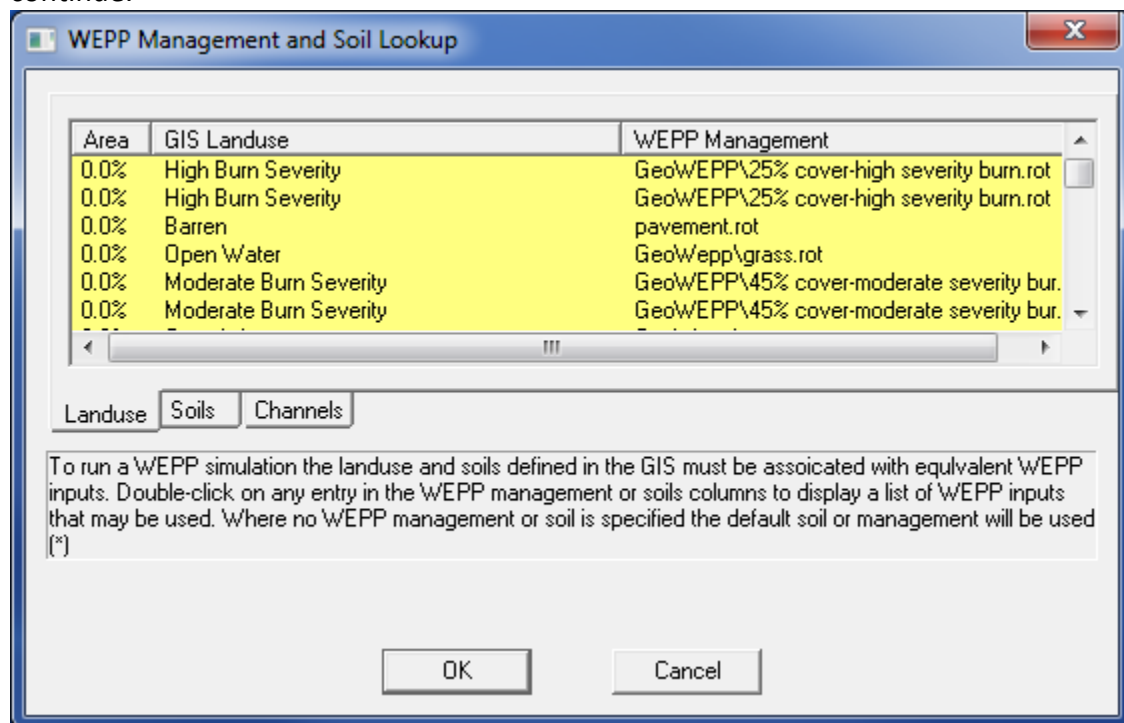 continue.
WEPP Management and Soil Lookup
Area GIS Landuse WEPP Management
0.0% High Burn Severity GeoWEPP\25% cover-high severity burn.rot
0.0% High Burn Severity GeoWEPP\25% cover-high severity burn.rot
0.0% Barren pavement.rot
0.0% Open Water GeoWepp\grass.rot
0.0% Moderate Burn Severity GeoWEPP\45% cover-moderate severity bur.
0.0% Moderate Burn Severity GeoWEPP\45% cover-moderate severity bur.
Landuse Soils Channels
To run a WEPP simulation the landuse and soils defined in the GIS must be assoicated with equlvalent WEPP
inputs. Double-click on any entry in the WEPP management or soils columns to display a list of WEPP inputs
that may be used. Where no WEPP management or soil is specified the default soil or management will be used
(*)
OK Cancel